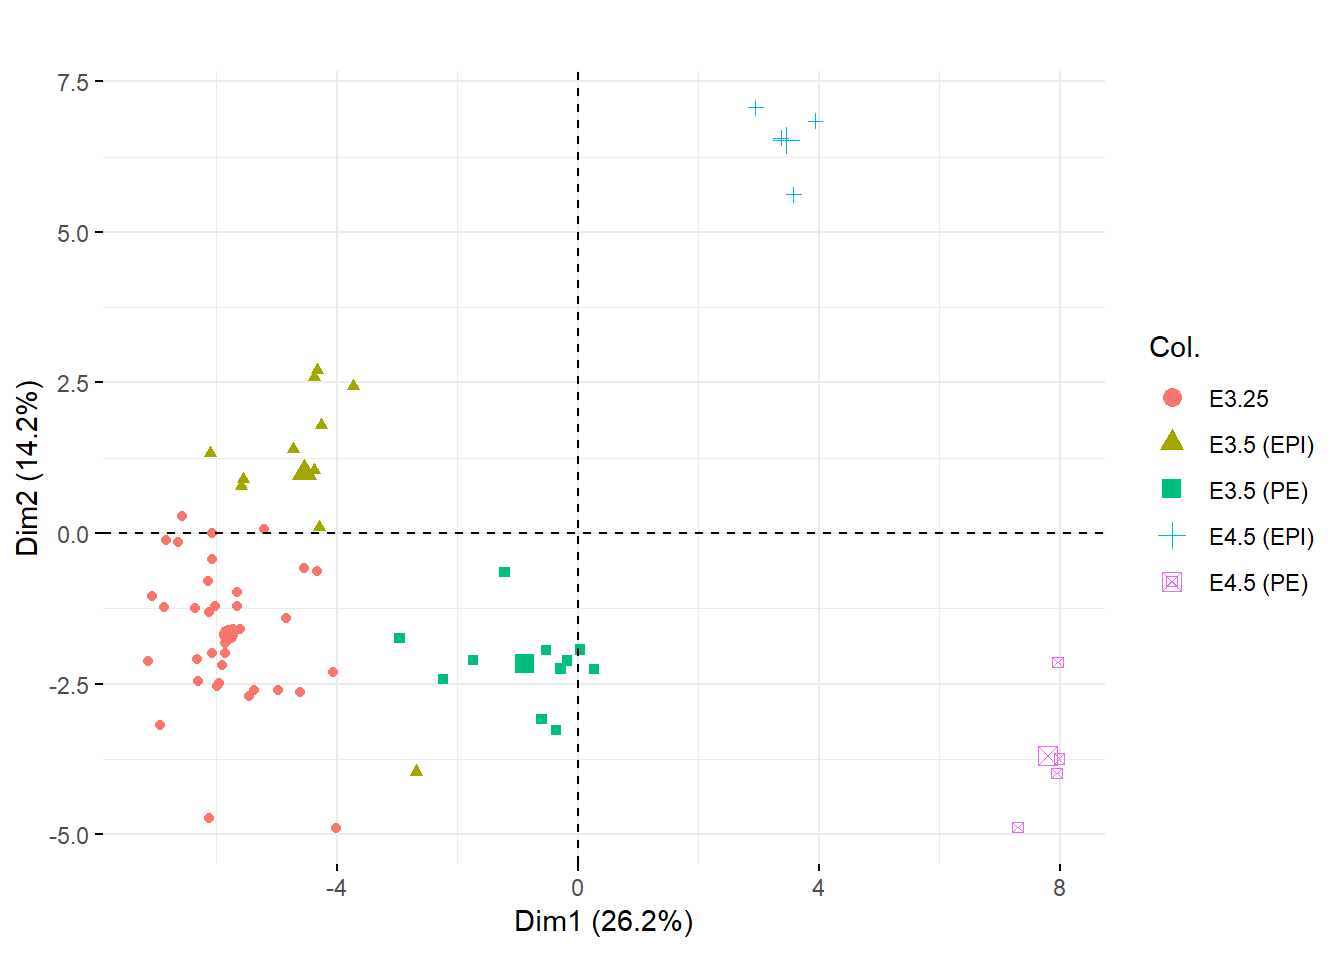 7.5
5.0
2.5
0.0
-2.5
-5.0
Dim2 (14.2%)
-4
0
4
8
Dim1 (26.2%)
Col.
E3.25
E3.5 (EPI)
E3.5 (PE)
E4.5 (EPI)
E4.5 (PE)